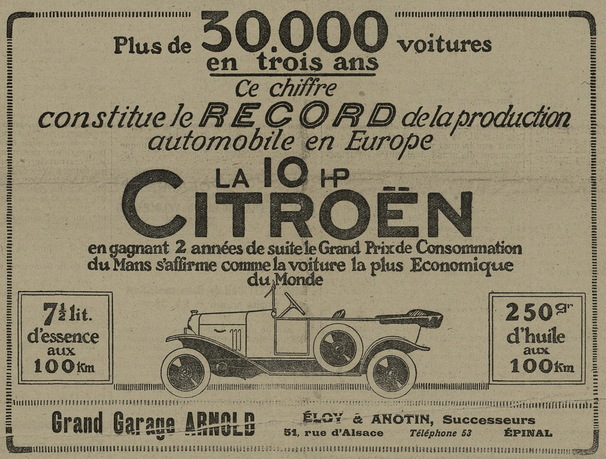 Plus de 30.000 voitures
en trois ans
Ce chiffre
constitue le RECORD de la production
automobile en Europe
LA 10 HP
CITROËN
en gagnant 2 années de suite le Grand Prix de Consommation
du Mans s'affirme comme la voiture la plus Economique
du Monde
7½ lit.
d'essence
aux
100 Km
250 gr
d'huile
aux
100 Km
Grand Garage ARNOLD
ÉLOY & ANOTIN, Successeurs
51, rue d'Alsace Téléphone 53 ÉPINAL